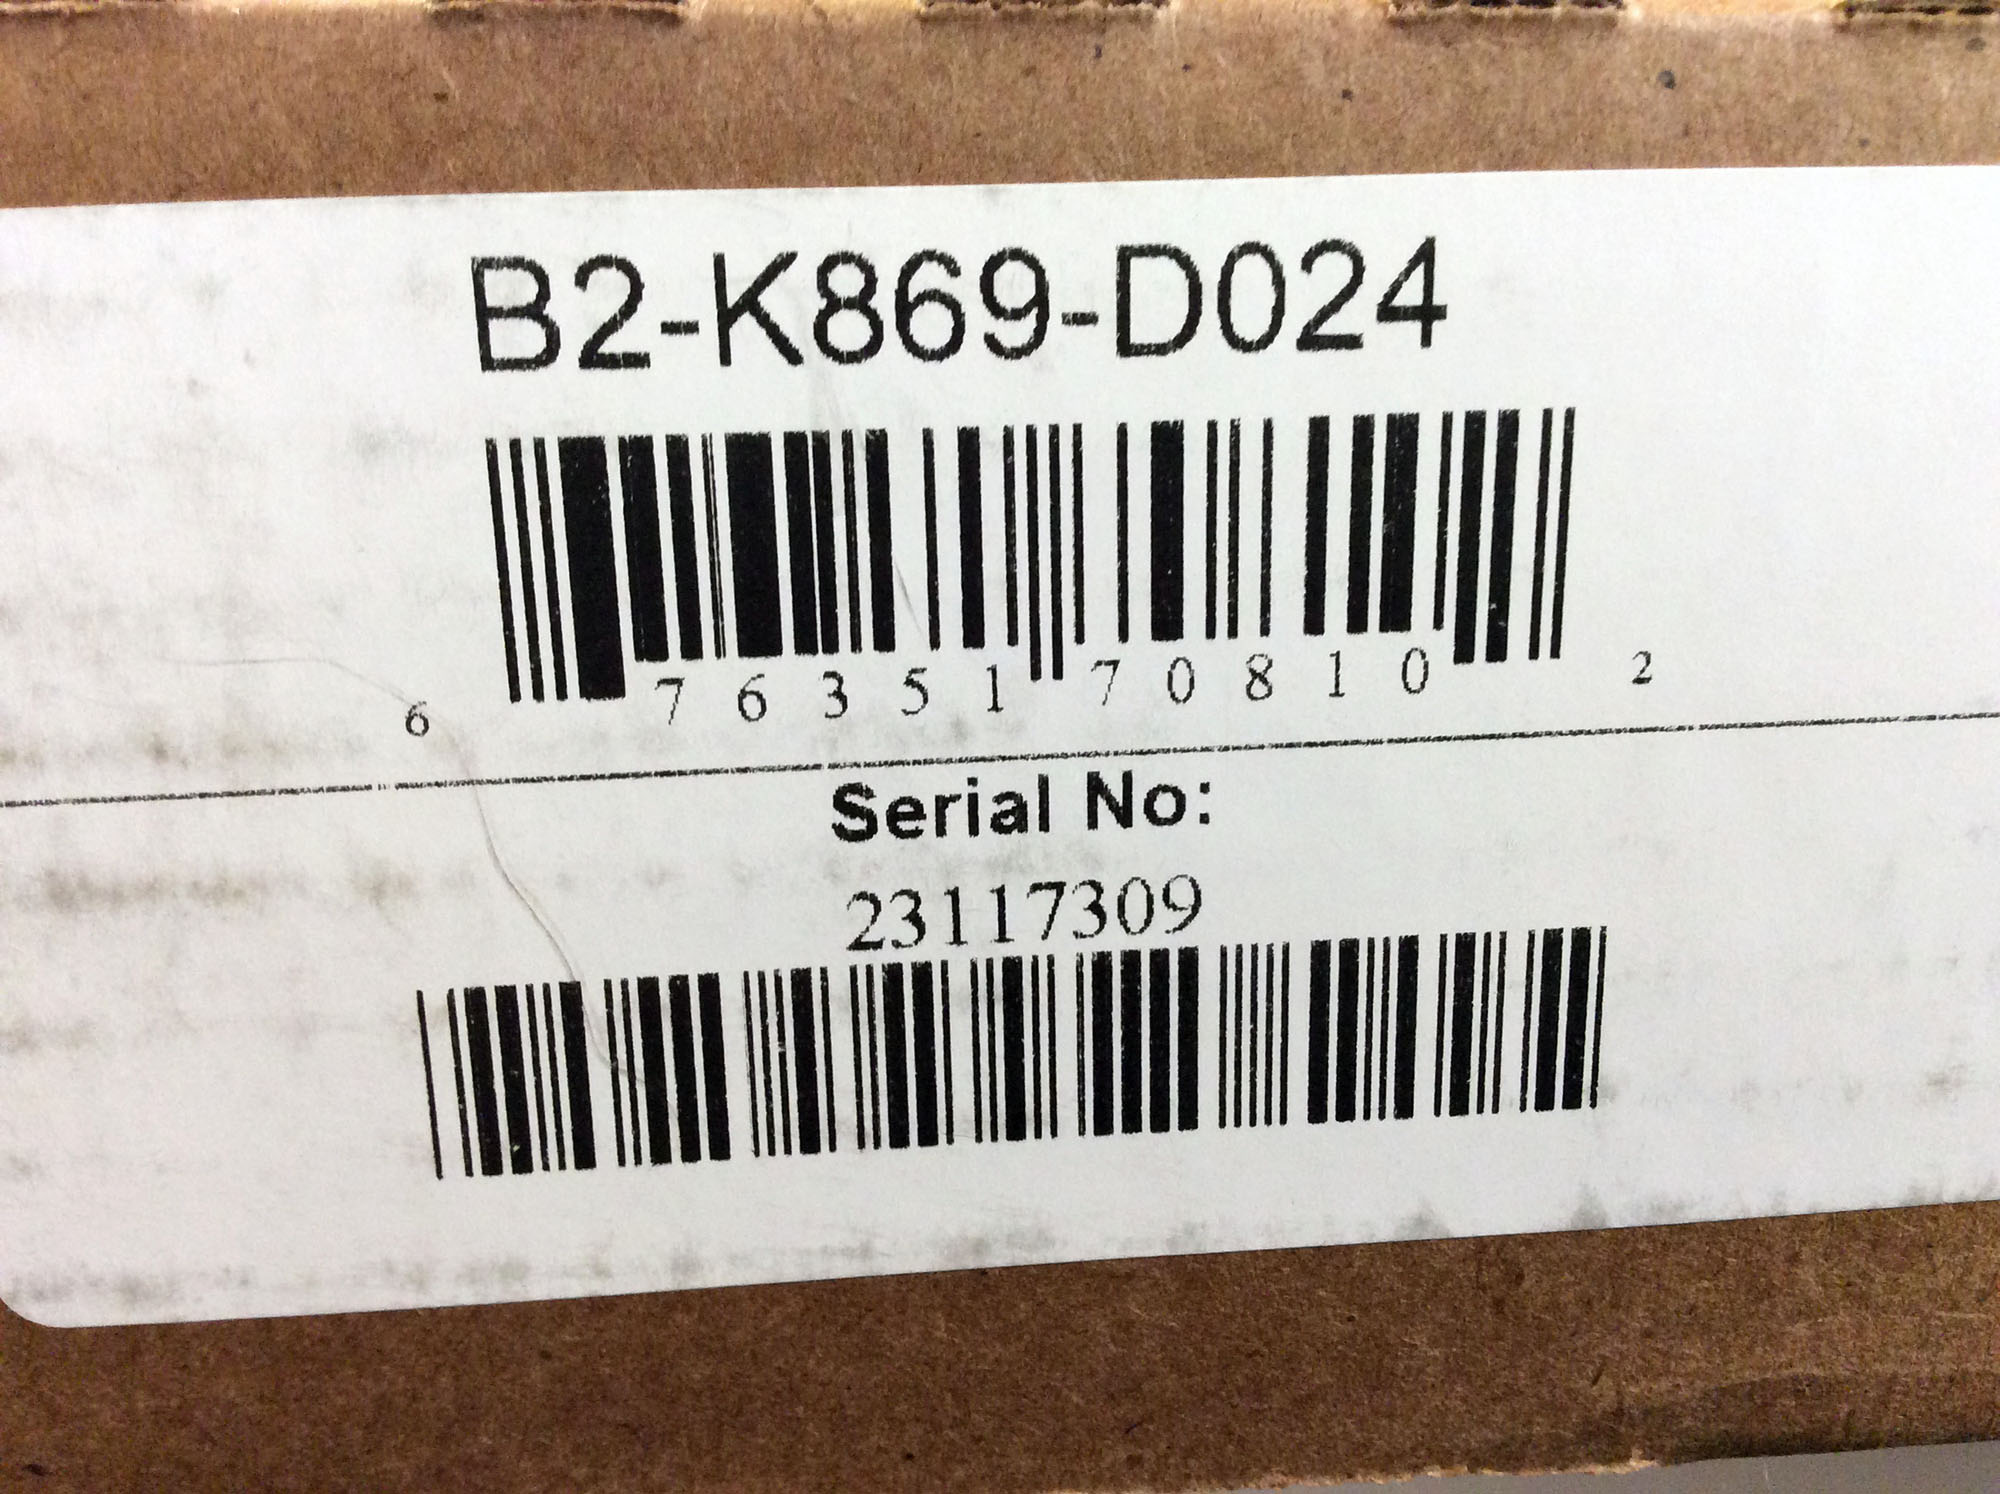 B2-K869-D024
6 76351 70810 2
Serial No:
23117309